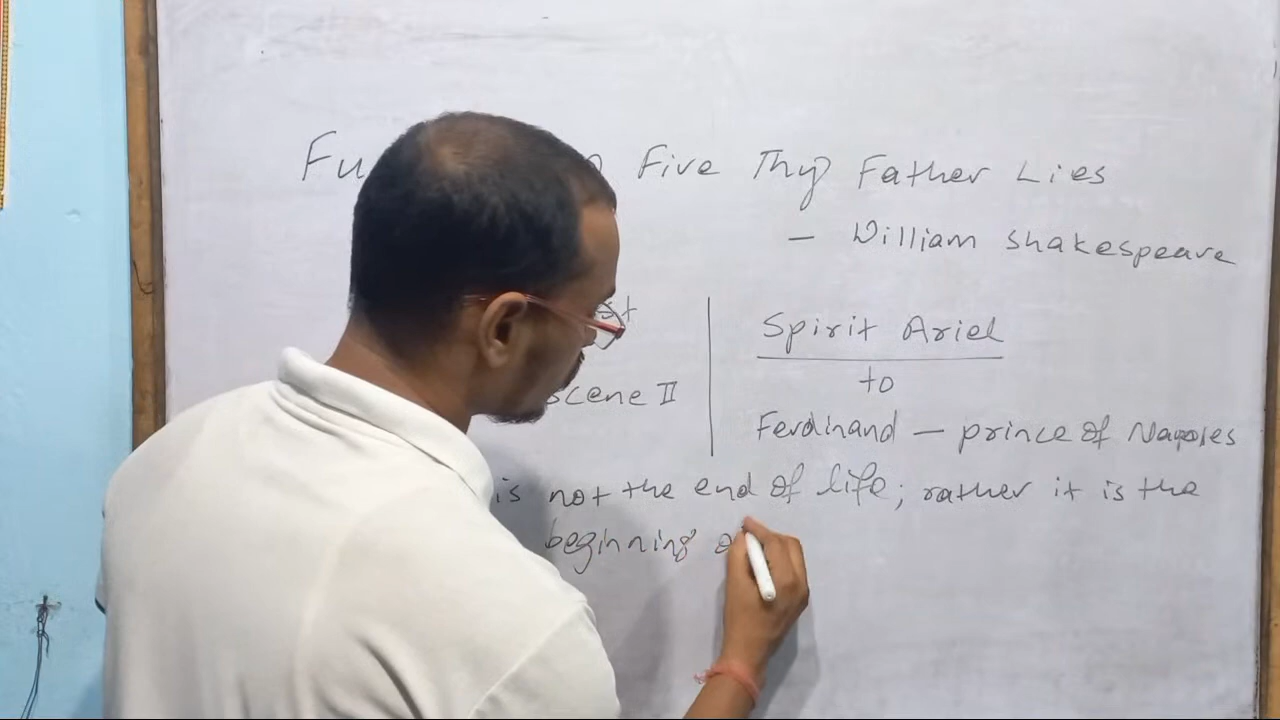 Fu Five Thy Father Lies
- William Shakespeare
st
Scene II
Spirit Ariel
to
Ferdinand - prince of Naples
is not the end of life; rather it is the
beginning